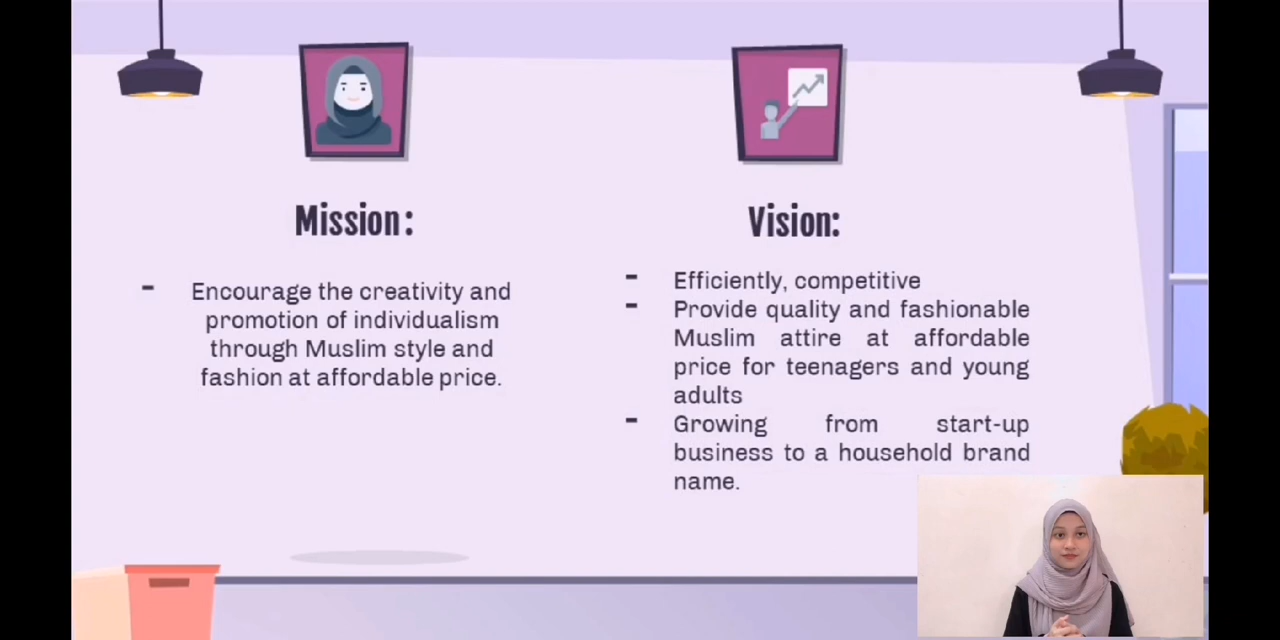 Mission:
- Encourage the creativity and
promotion of individualism
through Muslim style and
fashion at affordable price.
Vision:
- Efficiently, competitive
- Provide quality and fashionable
Muslim attire at affordable
price for teenagers and young
adults
- Growing from start-up
business to a household brand
name.